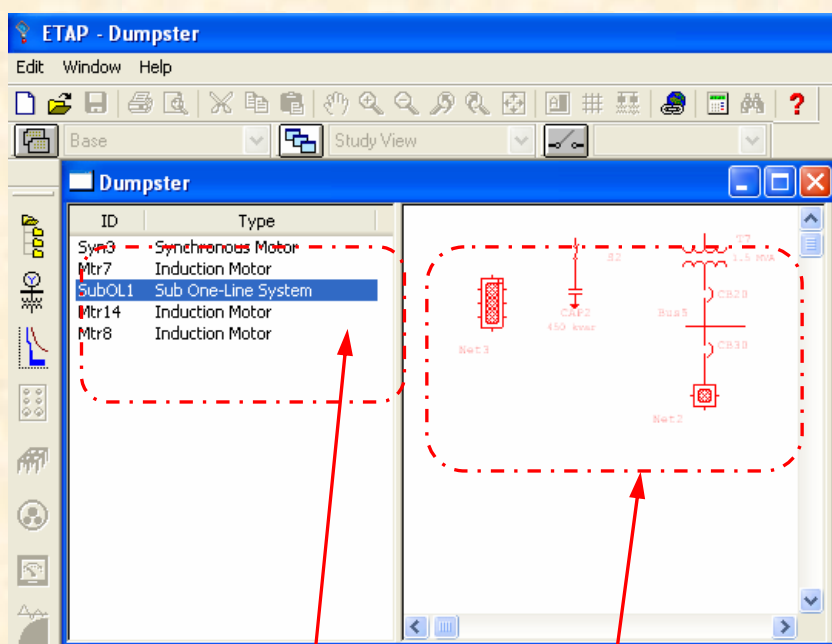 ETAP - Dumpster
Edit Window Help
Base
Study View
Dumpster
ID Type
Syn3 Synchronous Motor
Mtr7 Induction Motor
SubOL1 Sub One-Line System
Mtr14 Induction Motor
Mtr8 Induction Motor
S2
T7
1.5 MVA
CAP2
450 kvar
Bus5
CB20
CB30
Net3
Net2